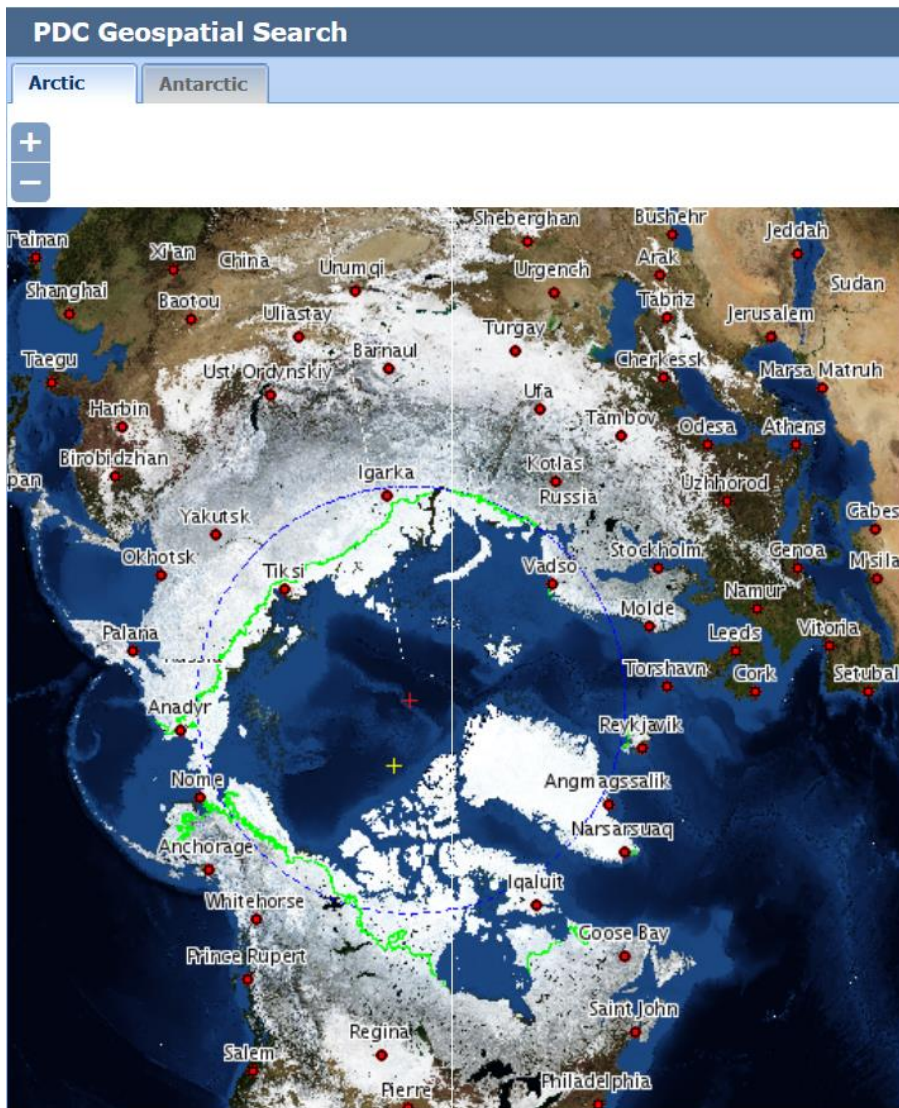 PDC Geospatial Search
Arctic
Antarctic
+
−
Sheberghan
Bushehr
Jeddah
Xi'an
China
Urumqi
Urgench
Arak
Sudan
Shanghai
Baotou
Uliastay
Turgay
Tabriz
Jerusalem
Taegu
Barnaul
Cherkessk
Marsa Matruh
Ust' Ordynskiy
Harbin
Ufa
Tambov
Odesa
Athens
Birobidzhan
Igarka
Kotlas
Russia
Uzhhorod
Yakutsk
Gabes
Okhotsk
Tiksi
Stockholm
Vadso
Genoa
M'sila
Molde
Namur
Palana
Leeds
Vitoria
Torshavn
Cork
Setubal
Anadyr
Reykjavik
Nome
Angmagssalik
Narsarsuaq
Anchorage
Whitehorse
Iqaluit
Prince Rupert
Goose Bay
Saint John
Regina
Salem
Pierre
Philadelphia